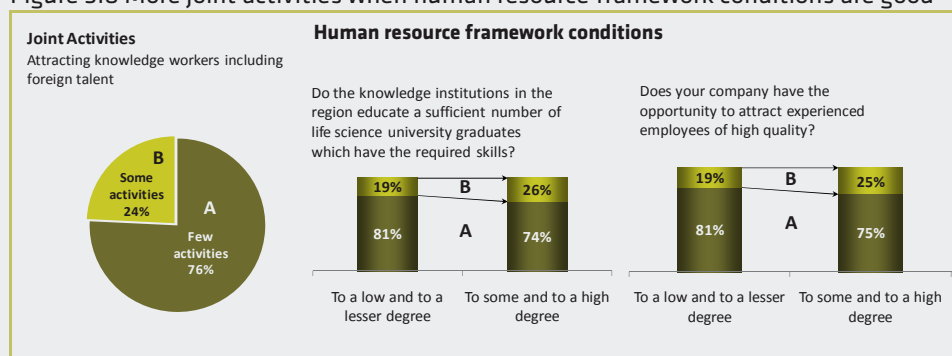 Figure 5.8 More joint activities when human resource framework conditions are good
Joint Activities
Attracting knowledge workers including
foreign talent
B
Some
activities
24%
A
Few
activities
76%
Human resource framework conditions
Do the knowledge institutions in the
region educate a sufficient number of
life science university graduates
which have the required skills?
19%
B
26%
81%
A
74%
To a low and to a
lesser degree
To some and to a high
degree
Does your company have the
opportunity to attract experienced
employees of high quality?
19%
B
25%
81%
A
75%
To a low and to a lesser
degree
To some and to a high
degree